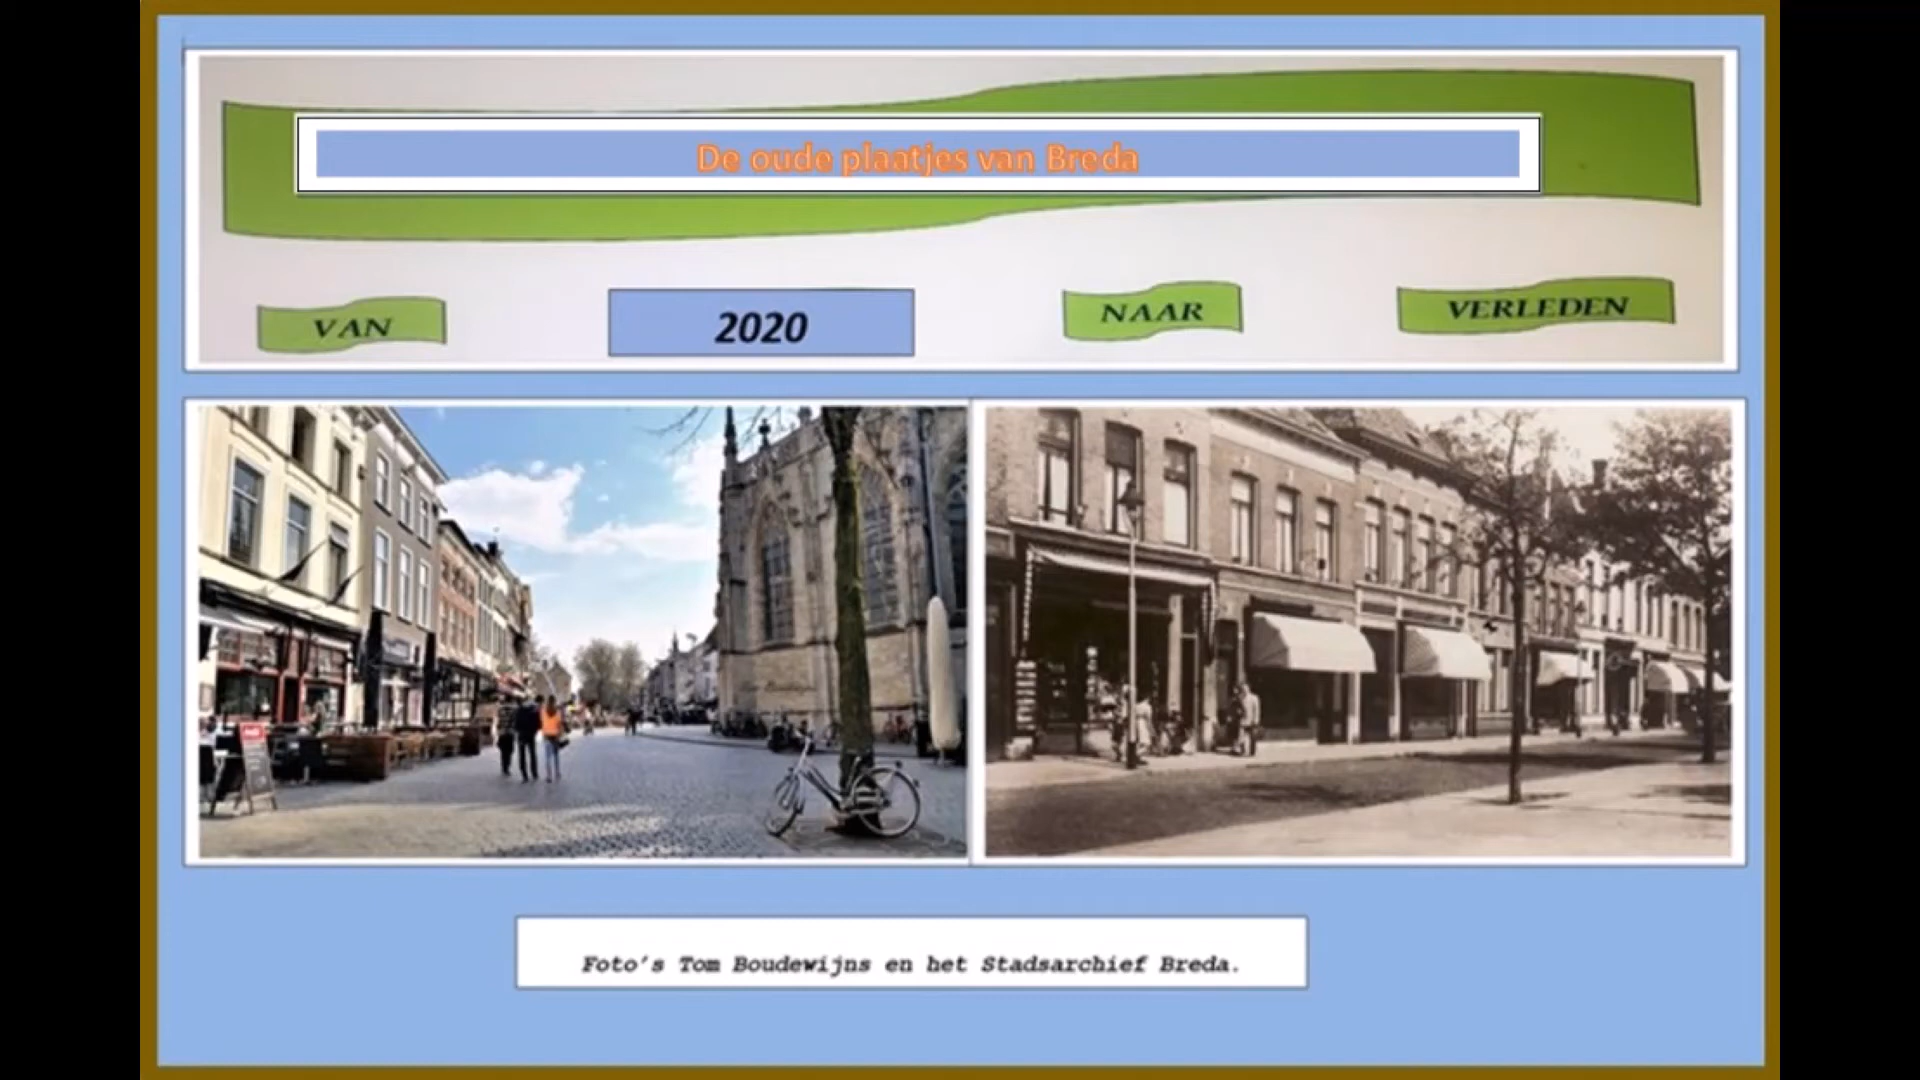 De oude plaatjes van Breda
VAN
2020
NAAR
VERLEDEN
Foto's Tom Boudewijns en het Stadsarchief Breda.